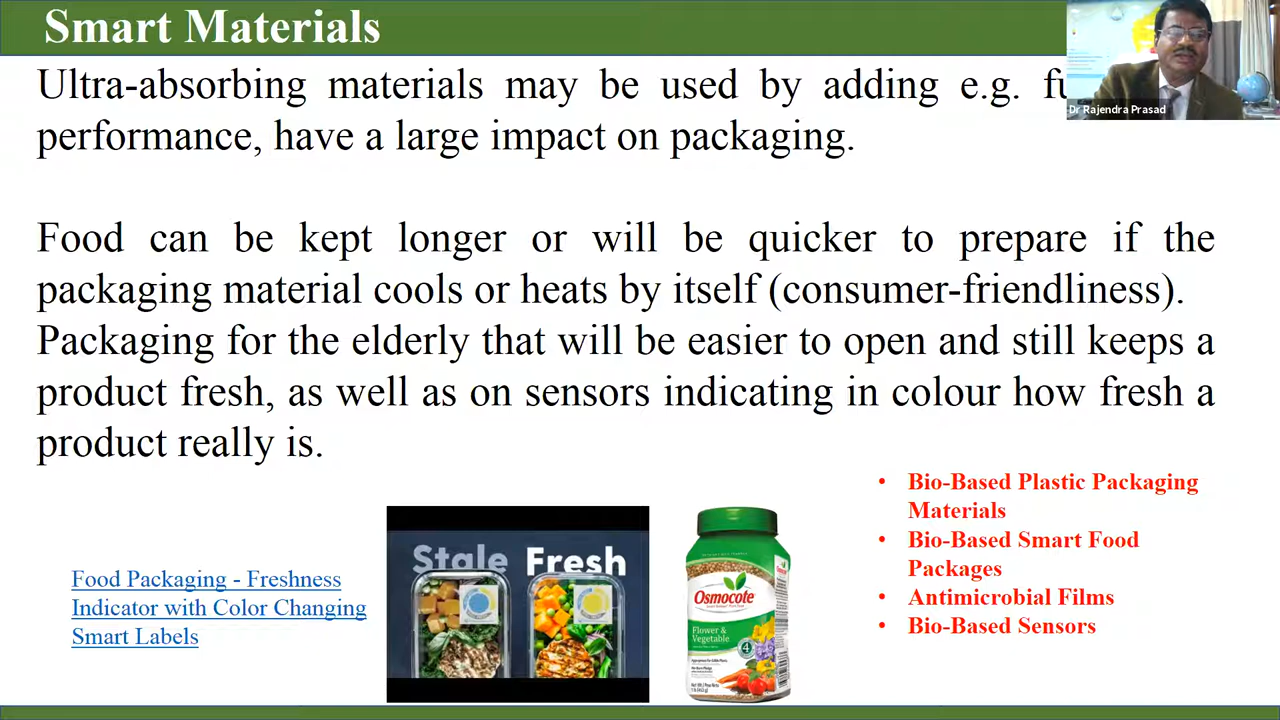 Smart Materials
Dr Rajendra Prasad
Ultra-absorbing materials may be used by adding e.g.
performance, have a large impact on packaging.
Food can be kept longer or will be quicker to prepare if the
packaging material cools or heats by itself (consumer-friendliness).
Packaging for the elderly that will be easier to open and still keeps a
product fresh, as well as on sensors indicating in colour how fresh a
product really is.
Food Packaging - Freshness
Indicator with Color Changing
Smart Labels
Stale Fresh
Osmocote
Flower &
Vegetable
4
• Bio-Based Plastic Packaging
Materials
• Bio-Based Smart Food
Packages
• Antimicrobial Films
• Bio-Based Sensors